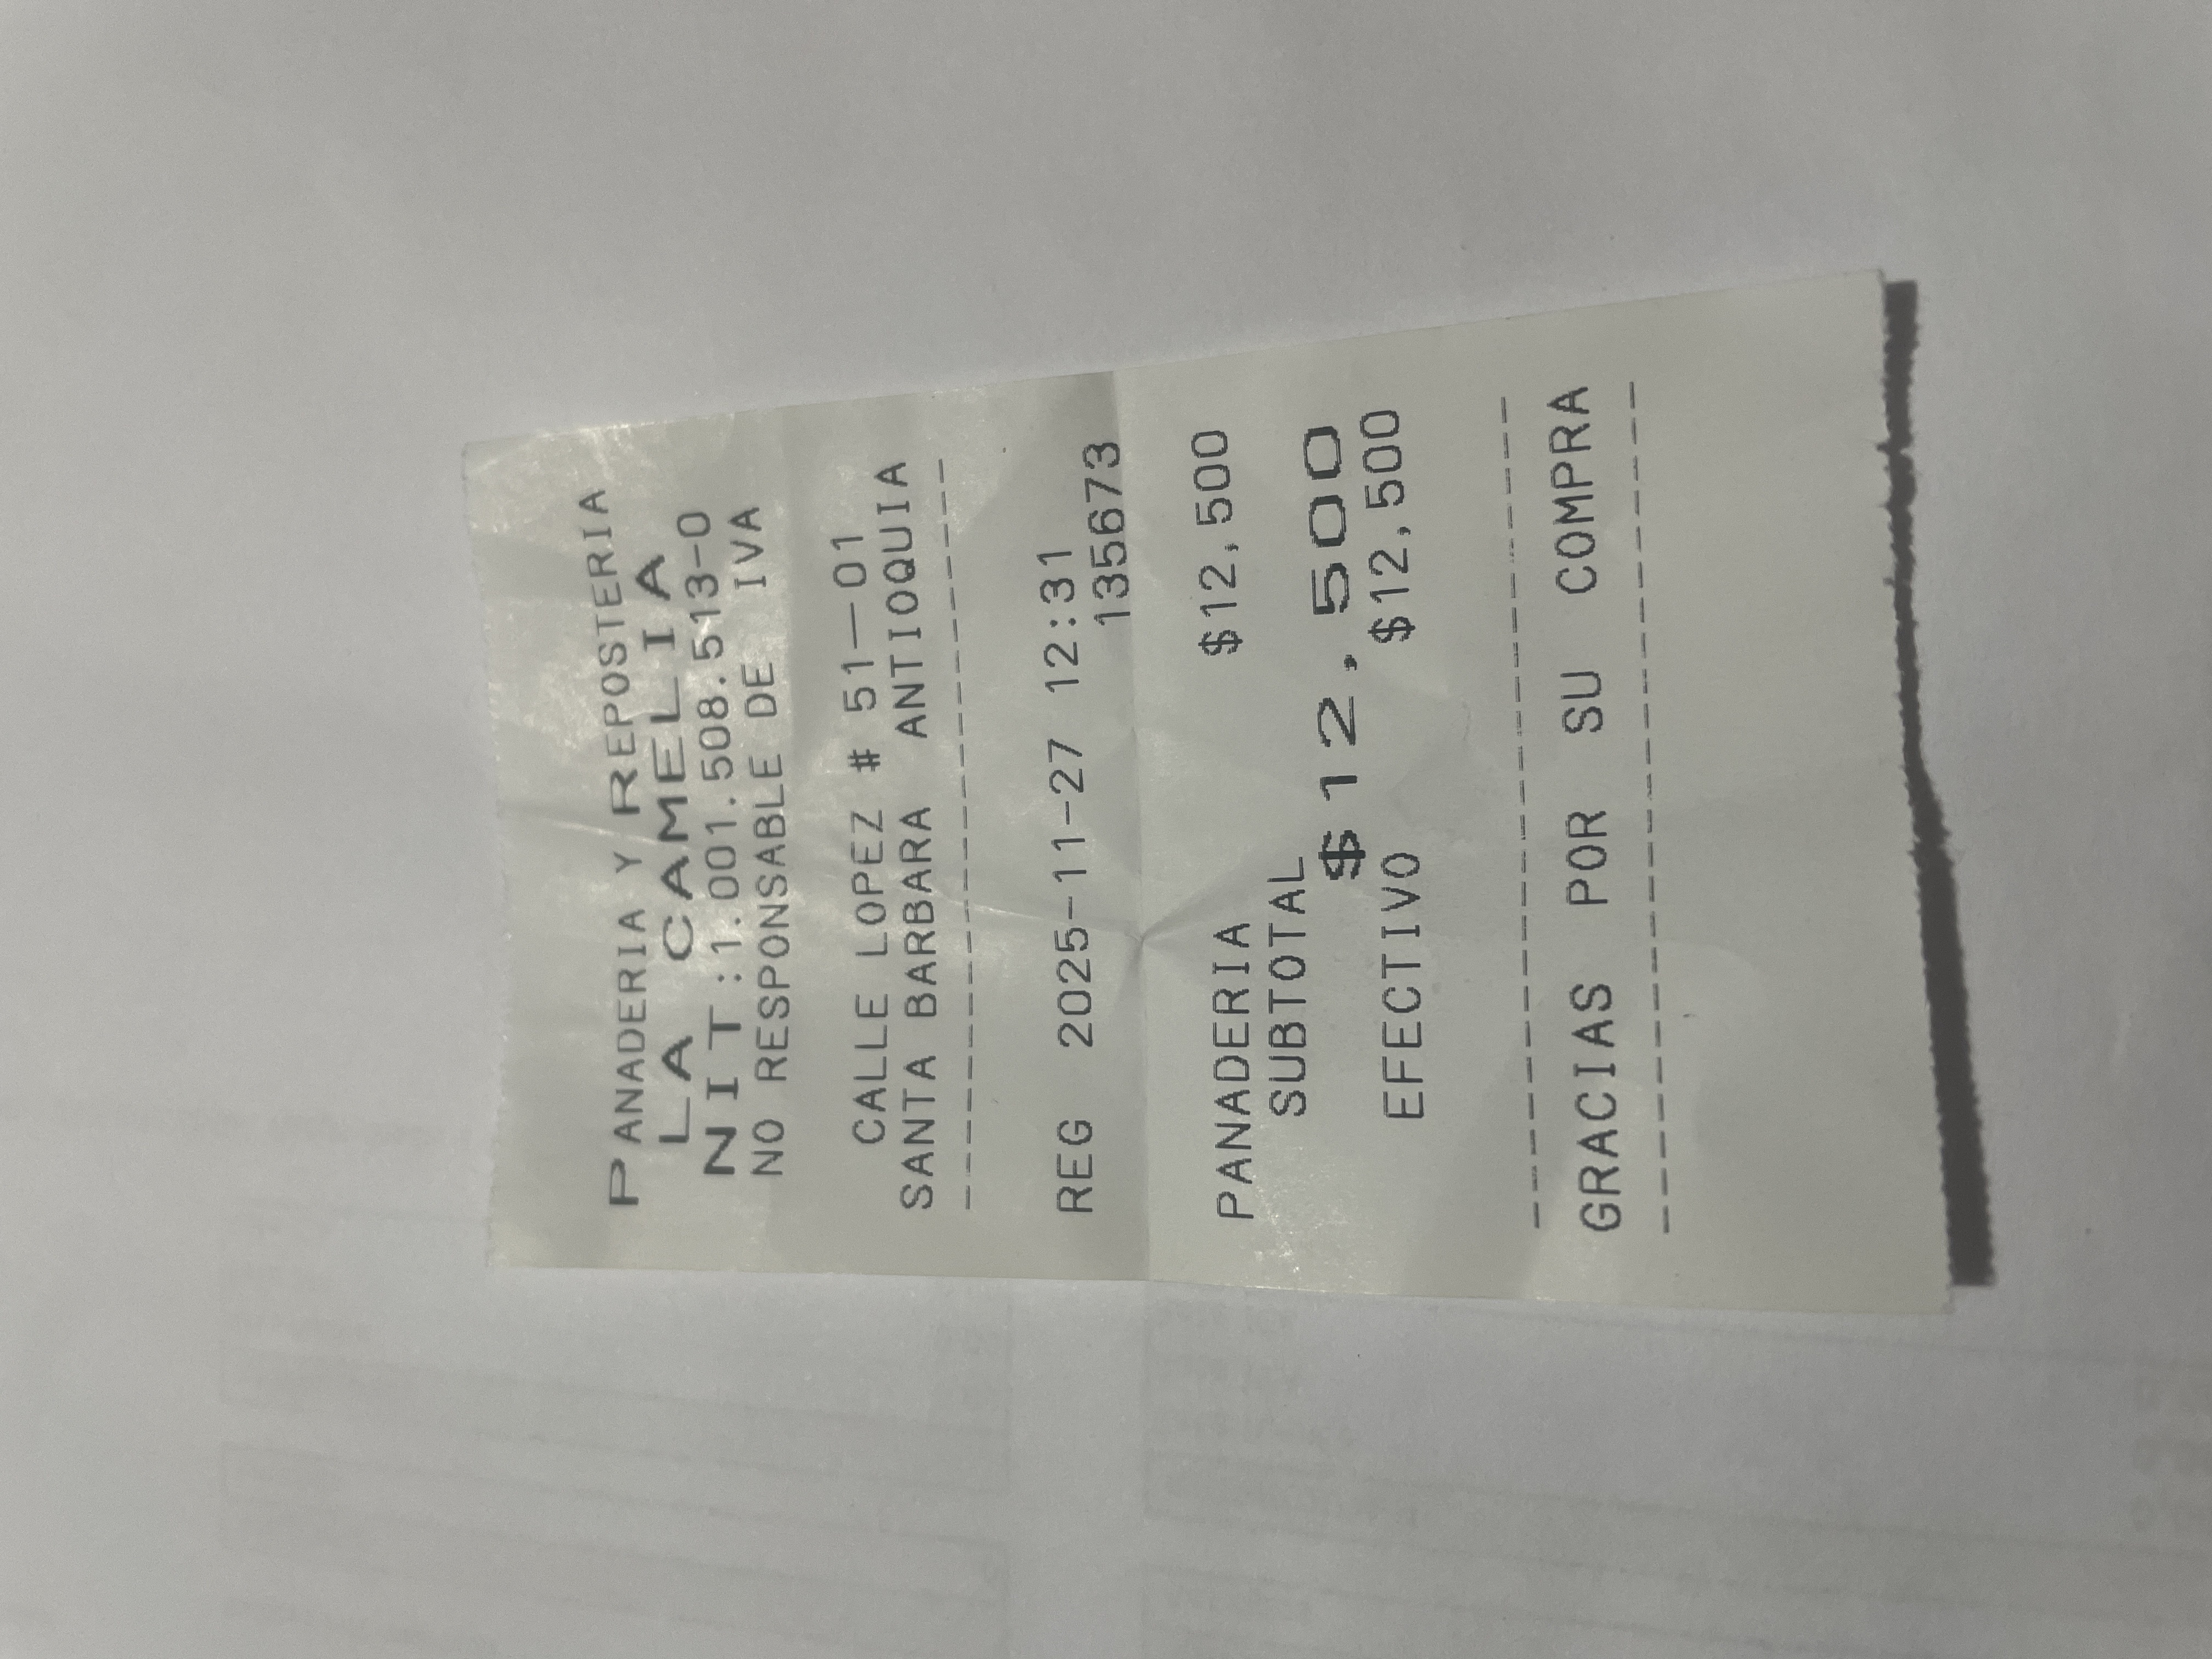 PANADERIA Y REPOSTERIA
LA CAMELIA
NIT:1.001.508.513-0
NO RESPONSABLE DE IVA
CALLE LOPEZ # 51—01
SANTA BARBARA ANTIOQUIA
--------------------------------
REG 2025-11-27 12:31
135673
PANADERIA $12,500
SUBTOTAL
$12,500
EFECTIVO $12,500
--------------------------------
GRACIAS POR SU COMPRA
--------------------------------